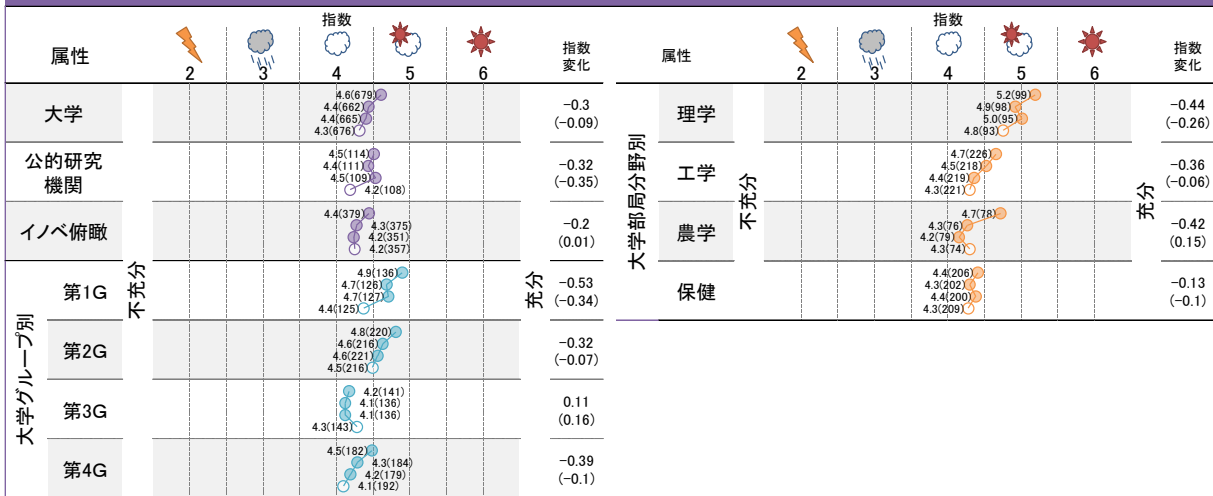 指数
属性
2 3 4 5 6
指数
変化
不充分
充分
大学
4.6(679)
4.4(662)
4.4(665)
4.3(676)
-0.3
(-0.09)
公的研究
機関
4.5(114)
4.4(111)
4.5(109)
4.2(108)
-0.32
(-0.35)
イノベ俯瞰
4.4(379)
4.3(375)
4.2(351)
4.2(357)
-0.2
(0.01)
大学グループ別
第1G
4.9(136)
4.7(126)
4.7(127)
4.4(125)
-0.53
(-0.34)
第2G
4.8(220)
4.6(216)
4.6(221)
4.5(216)
-0.32
(-0.07)
第3G
4.2(141)
4.1(136)
4.1(136)
4.3(143)
0.11
(0.16)
第4G
4.5(182)
4.3(184)
4.2(179)
4.1(192)
-0.39
(-0.1)
指数
属性
2 3 4 5 6
指数
変化
大学部局分野別
不充分
充分
理学
5.2(99)
4.9(98)
5.0(95)
4.8(93)
-0.44
(-0.26)
工学
4.7(226)
4.5(218)
4.4(219)
4.3(221)
-0.36
(-0.06)
農学
4.7(78)
4.3(76)
4.2(79)
4.3(74)
-0.42
(0.15)
保健
4.4(206)
4.3(202)
4.4(200)
4.3(209)
-0.13
(-0.1)